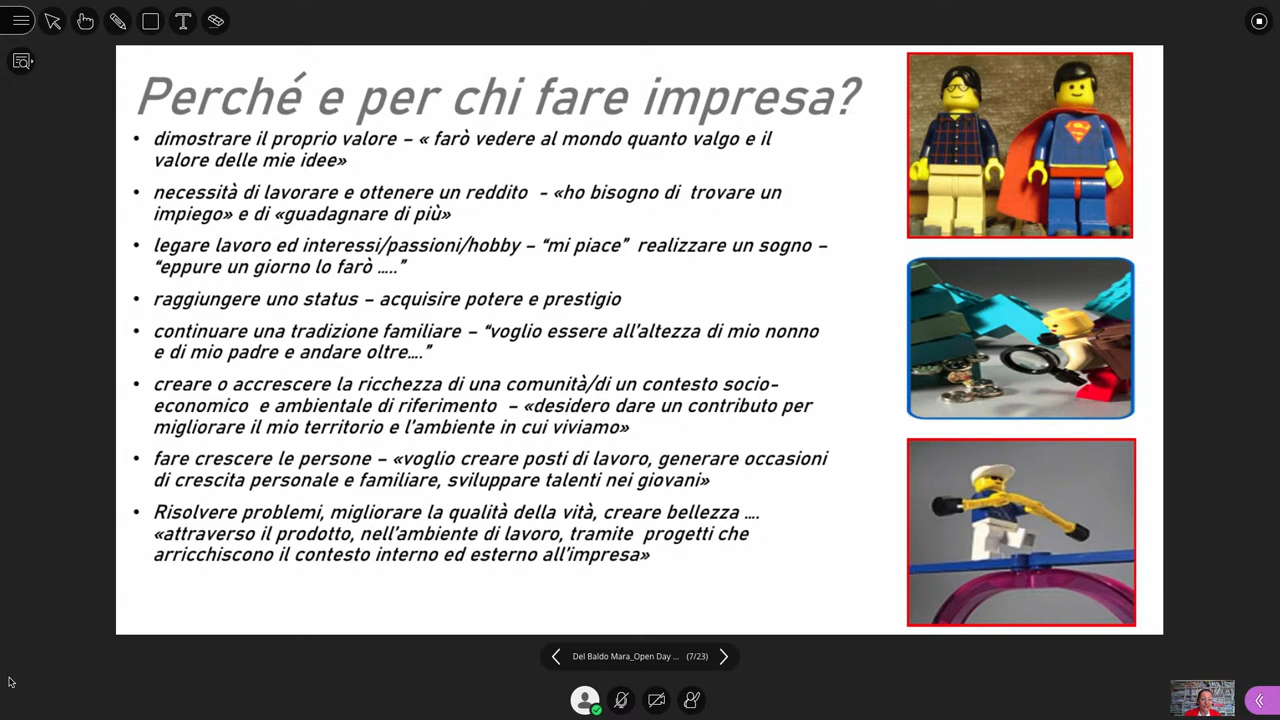 Perché e per chi fare impresa?
• dimostrare il proprio valore – « farò vedere al mondo quanto valgo e il
valore delle mie idee»
• necessità di lavorare e ottenere un reddito - «ho bisogno di trovare un
impiego» e di «guadagnare di più»
• legare lavoro ed interessi/passioni/hobby – “mi piace” realizzare un sogno –
“eppure un giorno lo farò …..”
• raggiungere uno status – acquisire potere e prestigio
• continuare una tradizione familiare – “voglio essere all’altezza di mio nonno
e di mio padre e andare oltre….”
• creare o accrescere la ricchezza di una comunità/di un contesto socio-
economico e ambientale di riferimento – «desidero dare un contributo per
migliorare il mio territorio e l’ambiente in cui viviamo»
• fare crescere le persone – «voglio creare posti di lavoro, generare occasioni
di crescita personale e familiare, sviluppare talenti nei giovani»
• Risolvere problemi, migliorare la qualità della vità, creare bellezza ….
«attraverso il prodotto, nell’ambiente di lavoro, tramite progetti che
arricchiscono il contesto interno ed esterno all’impresa»
Del Baldo Mara_Open Day ... (7/23)